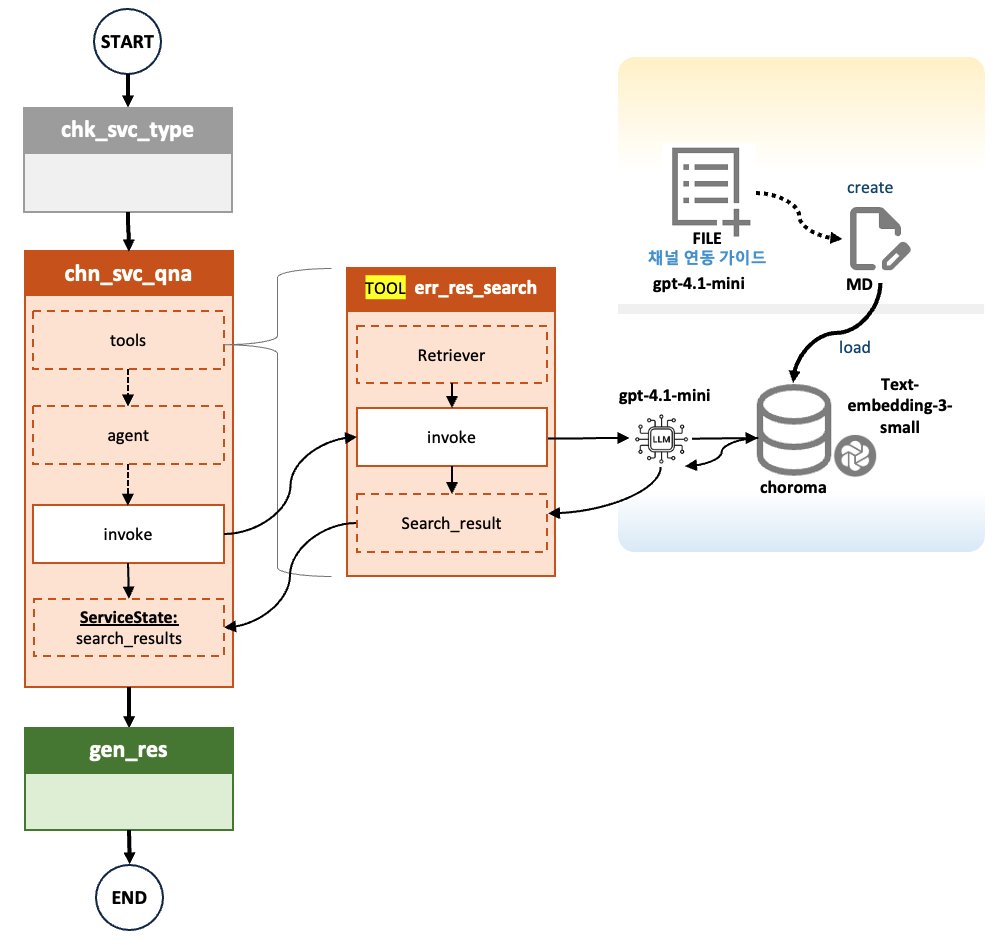 START
chk_svc_type
chn_svc_qna
tools
agent
invoke
ServiceState:
search_results
gen_res
END
TOOL err_res_search
Retriever
invoke
Search_result
FILE
채널 연동 가이드
gpt-4.1-mini
create
MD
load
gpt-4.1-mini
LLM
Text-
embedding-3-
small
choroma